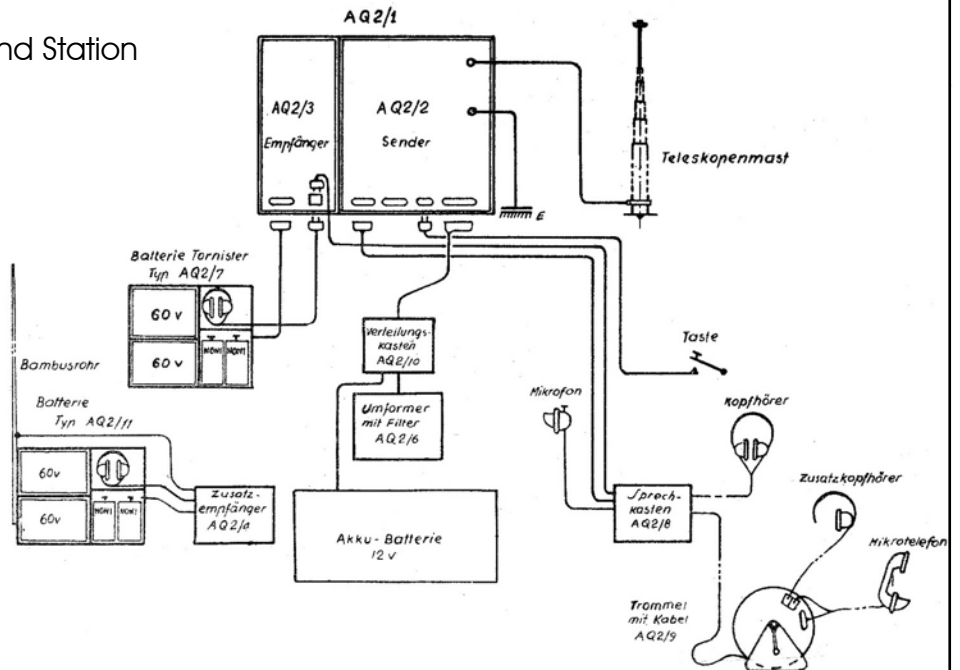 AQ2/1
nd Station
AQ2/3
Empfänger
AQ2/2
Sender
E
Teleskopenmast
Batterie Tornister
Typ AQ2/7
60 v
60 v
Verteilungs-
kasten
AQ2/10
Umformer
mit Filter
AQ2/6
Taste
Bambusrohr
Batterie
Typ AQ2/11
60v
60v
Zusatz-
empfänger
Akku-Batterie
12 v
Mikrofon
Kopfhörer
Sprech-
kasten
AQ2/8
Zusatzkopfhörer
Mikrotelefon
Trommel
mit Kabel
AQ2/9